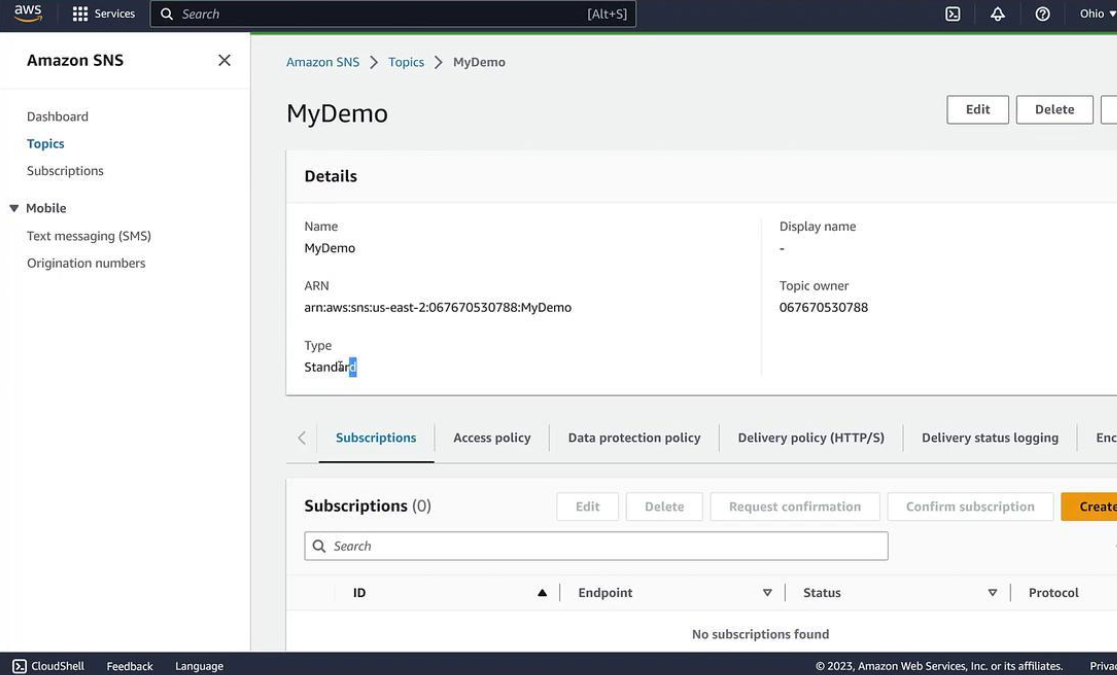 aws
Services
Search
[Alt+S]
Ohio
Amazon SNS
Dashboard
Topics
Subscriptions
Mobile
Text messaging (SMS)
Origination numbers
Amazon SNS > Topics > MyDemo
MyDemo
Edit
Delete
Details
Name
MyDemo
Display name
-
ARN
arn:aws:sns:us-east-2:067670530788:MyDemo
Topic owner
067670530788
Type
Standard
Subscriptions
Access policy
Data protection policy
Delivery policy (HTTP/S)
Delivery status logging
Enc
Subscriptions (0)
Edit
Delete
Request confirmation
Confirm subscription
Create
Search
ID
Endpoint
Status
Protocol
No subscriptions found
CloudShell
Feedback
Language
© 2023, Amazon Web Services, Inc. or its affiliates.
Priva